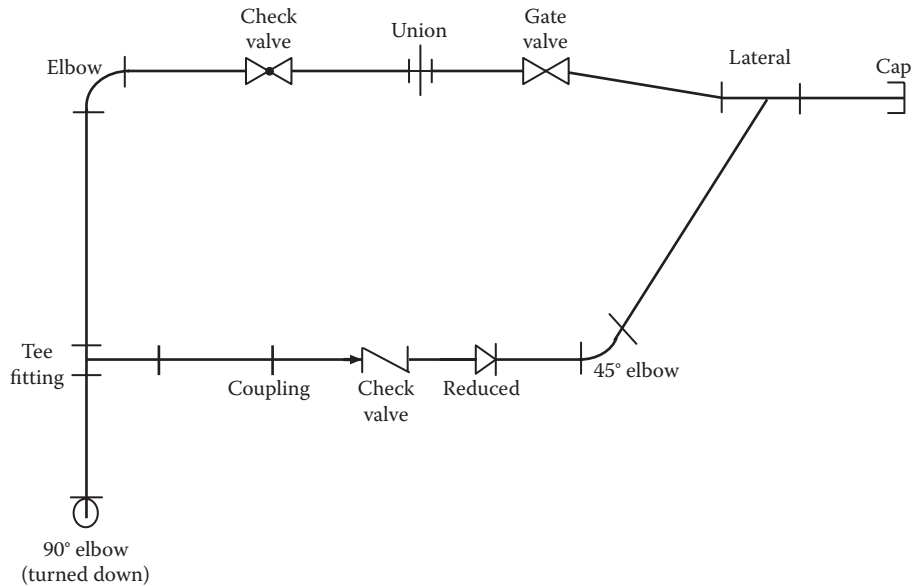 Check
valve
Union
Gate
valve
Elbow
Lateral
Cap
Tee
fitting
Coupling
Check
valve
Reduced
45° elbow
90° elbow
(turned down)